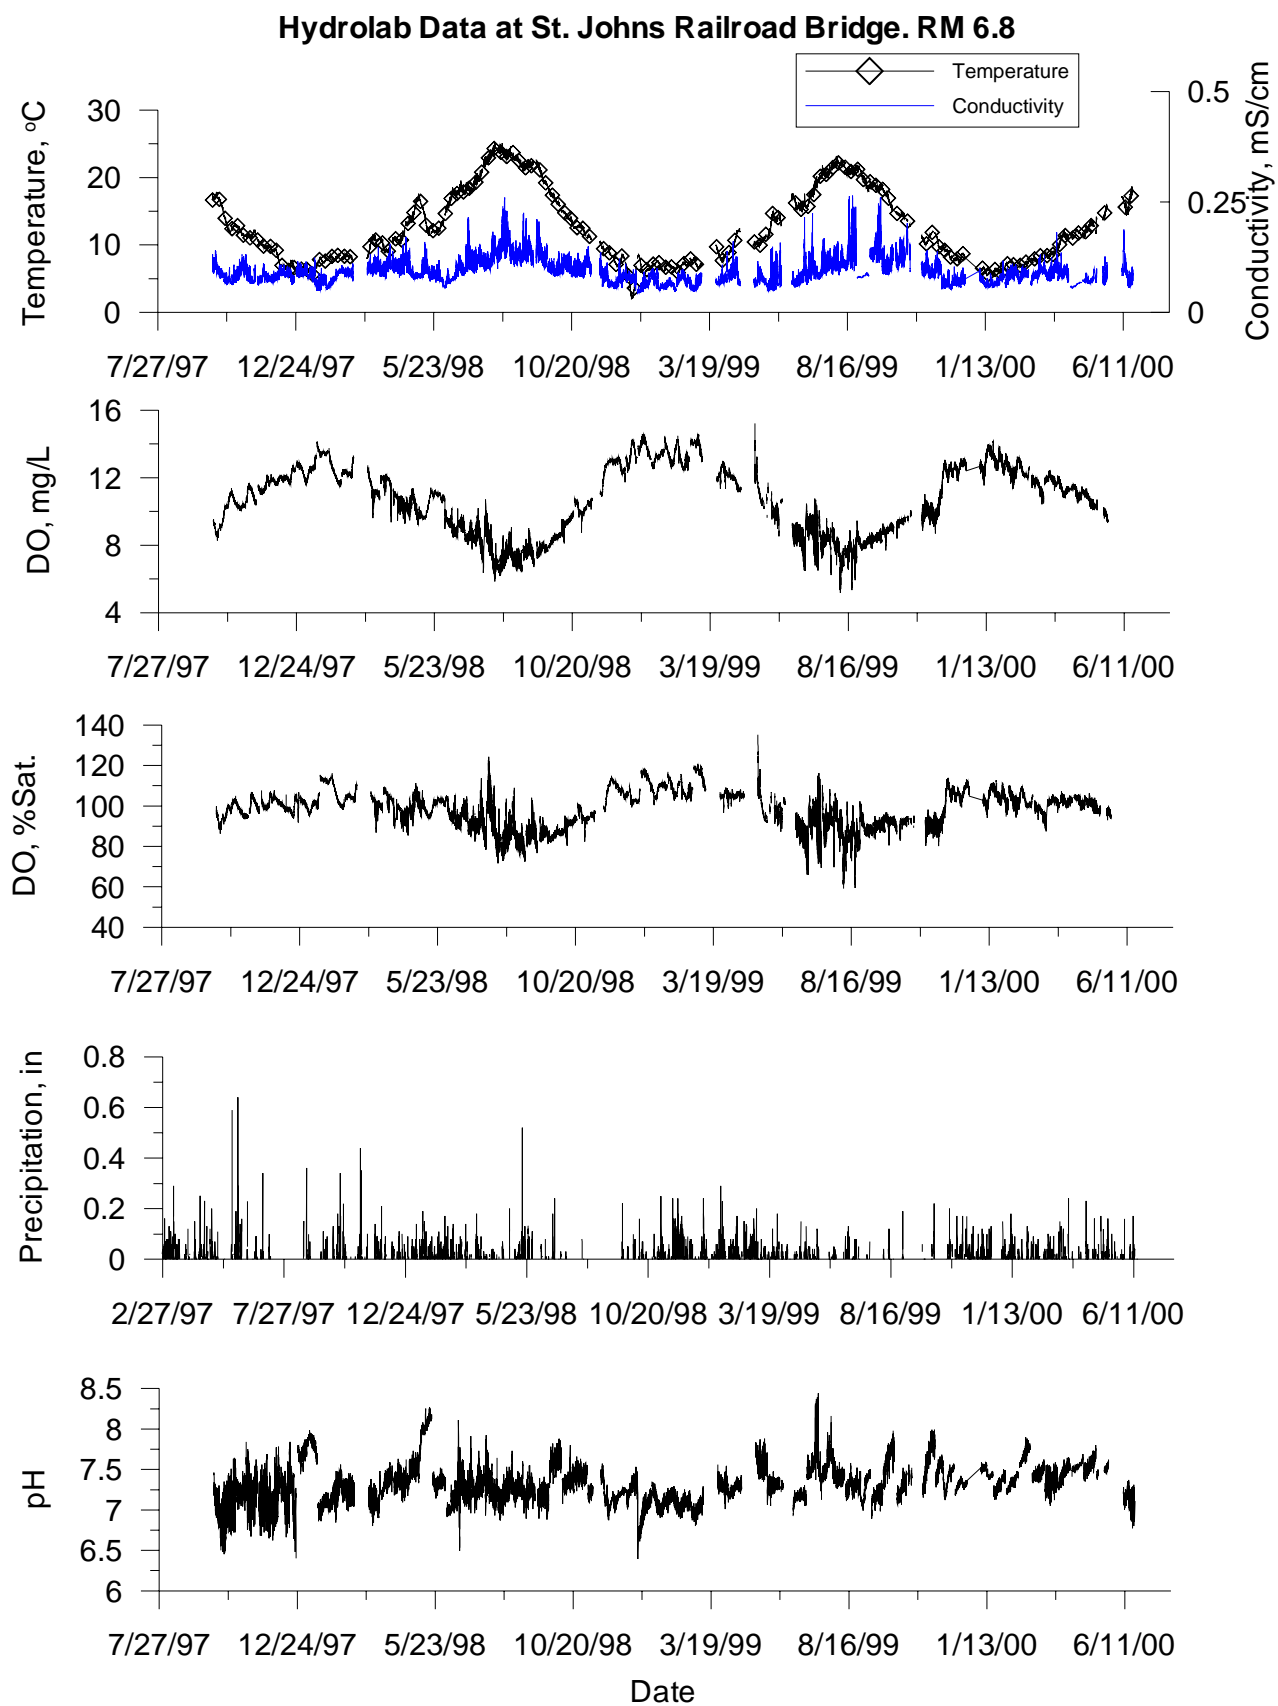 Hydrolab Data at St. Johns Railroad Bridge. RM 6.8
Temperature
Conductivity
Temperature, ºC
30
20
10
0
0.5
0.25
0
Conductivity, mS/cm
7/27/97 12/24/97 5/23/98 10/20/98 3/19/99 8/16/99 1/13/00 6/11/00
DO, mg/L
16
12
8
4
7/27/97 12/24/97 5/23/98 10/20/98 3/19/99 8/16/99 1/13/00 6/11/00
DO, %Sat.
140
120
100
80
60
40
7/27/97 12/24/97 5/23/98 10/20/98 3/19/99 8/16/99 1/13/00 6/11/00
Precipitation, in
0.8
0.6
0.4
0.2
0
2/27/97 7/27/97 12/24/97 5/23/98 10/20/98 3/19/99 8/16/99 1/13/00 6/11/00
pH
8.5
8
7.5
7
6.5
6
7/27/97 12/24/97 5/23/98 10/20/98 3/19/99 8/16/99 1/13/00 6/11/00
Date